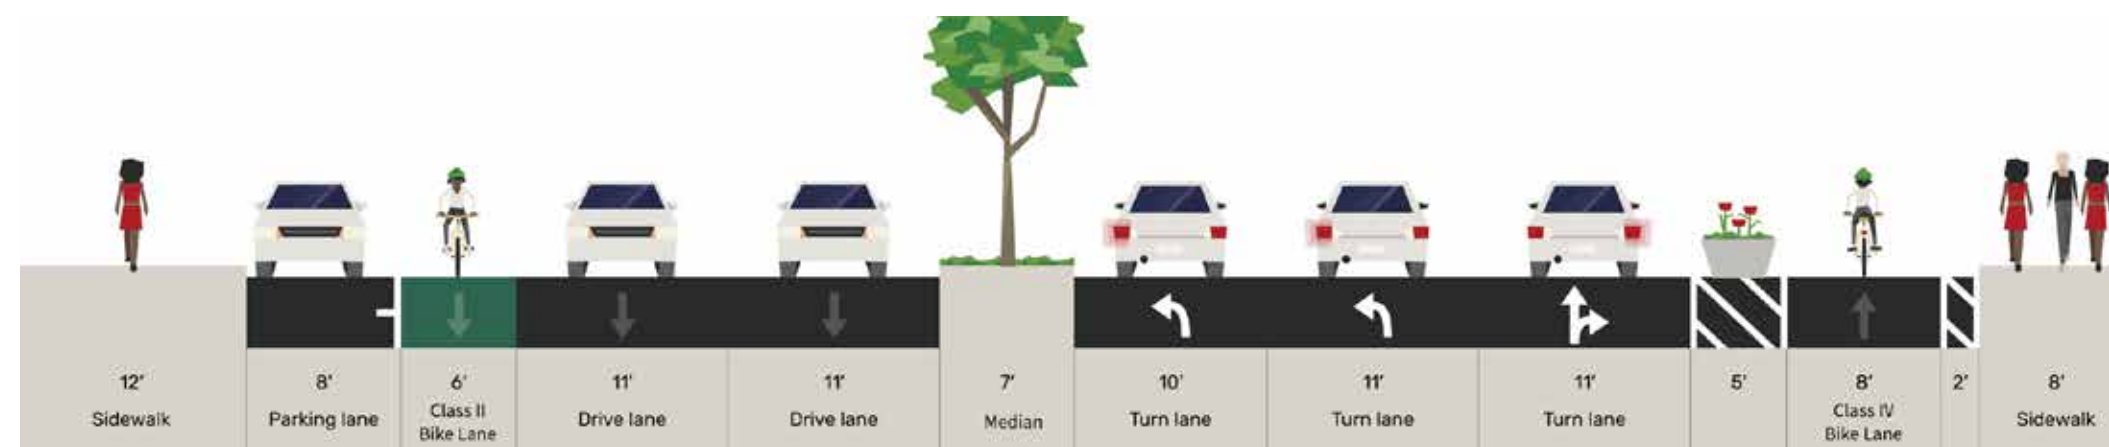 12' 8' 6' 11' 11' 7' 10' 11' 11' 5' 8' 2' 8'
Sidewalk
Parking lane
Class II
Bike Lane
Drive lane
Drive lane
Median
Turn lane
Turn lane
Turn lane
Class IV
Bike Lane
Sidewalk